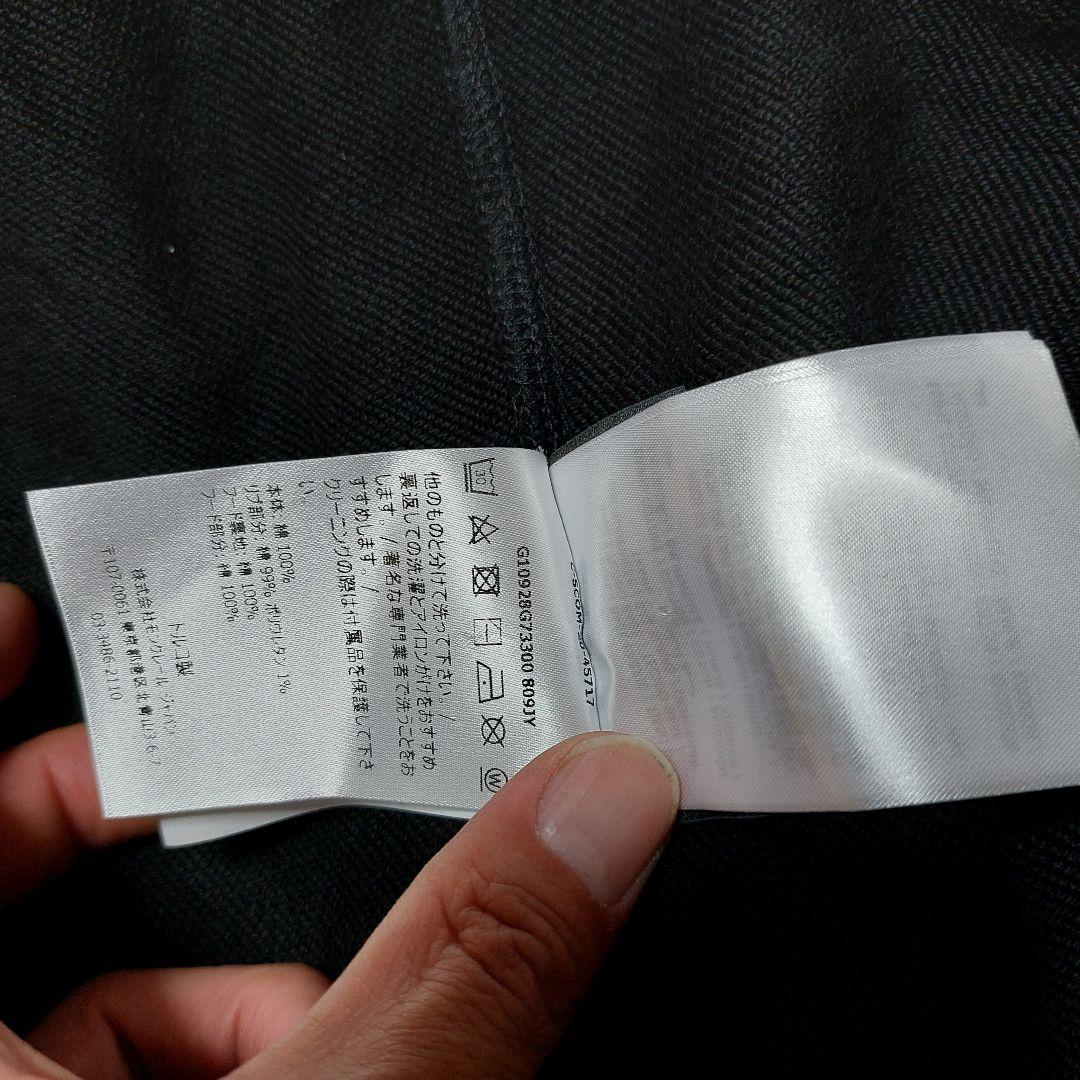 G10928G73300 809JY
30
W
他のものと分けて洗って下さい。/
裏返しての洗濯とアイロンがけをおすすめ
します。/ 著名な専門業者で洗うことをお
すすめします。/
クリーニングの際は付属品を保護して下さ
い。
本体: 綿 100%
リブ部分: 綿 99% ポリウレタン 1%
フード裏地: 綿 100%
フード部分: 綿 100%
トルコ製
株式会社モンクレール ジャパン
〒107-0061 東京都港区北青山3-6-7
03-3486-2110
45717